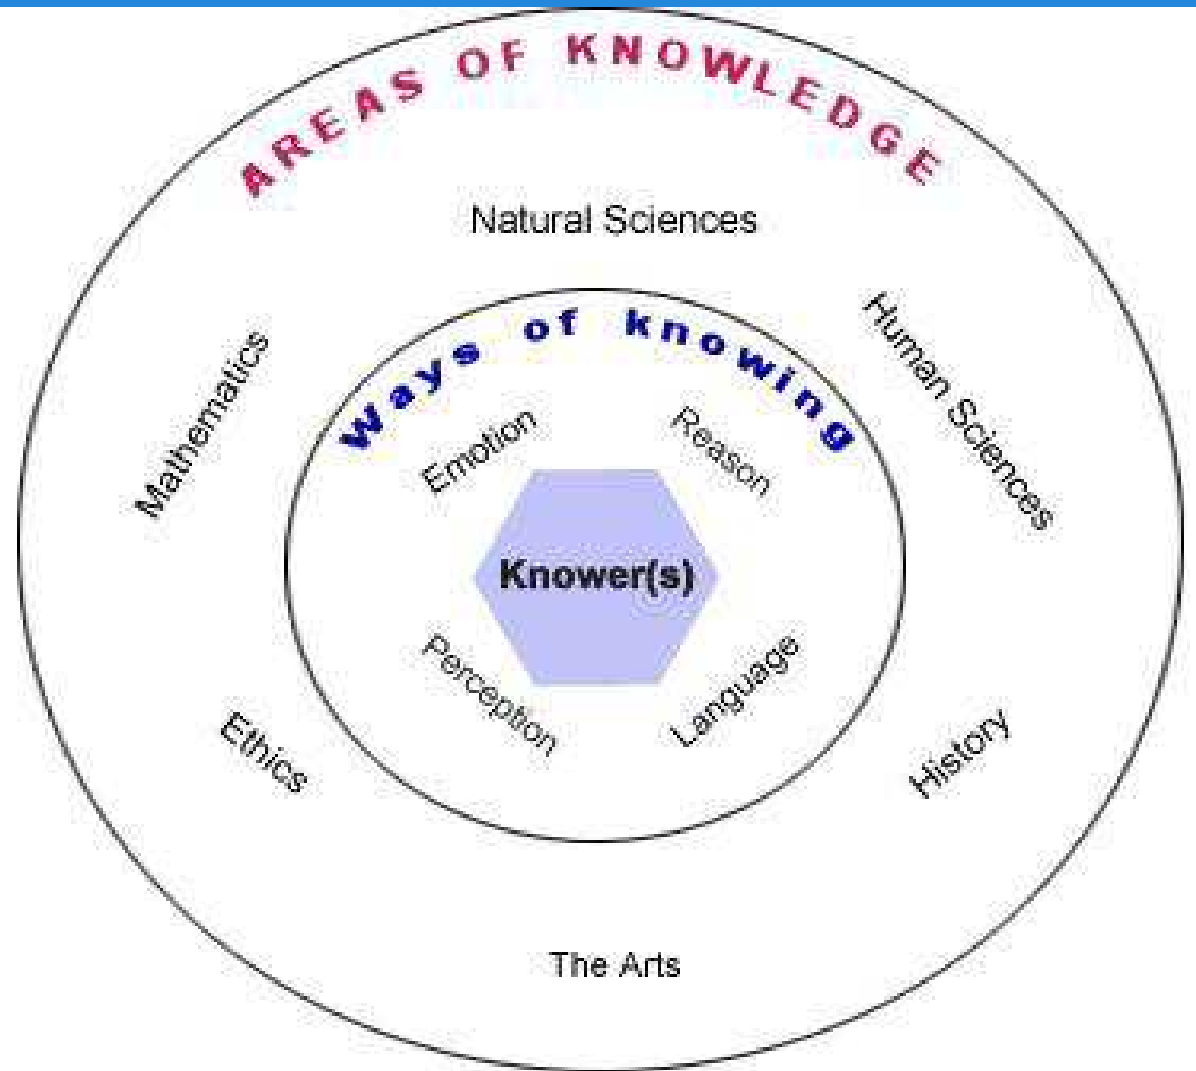 AREAS OF KNOWLEDGE
Natural Sciences
Mathematics
Human Sciences
Ways of knowing
Emotion
Reason
Knower(s)
Perception
Language
Ethics
History
The Arts